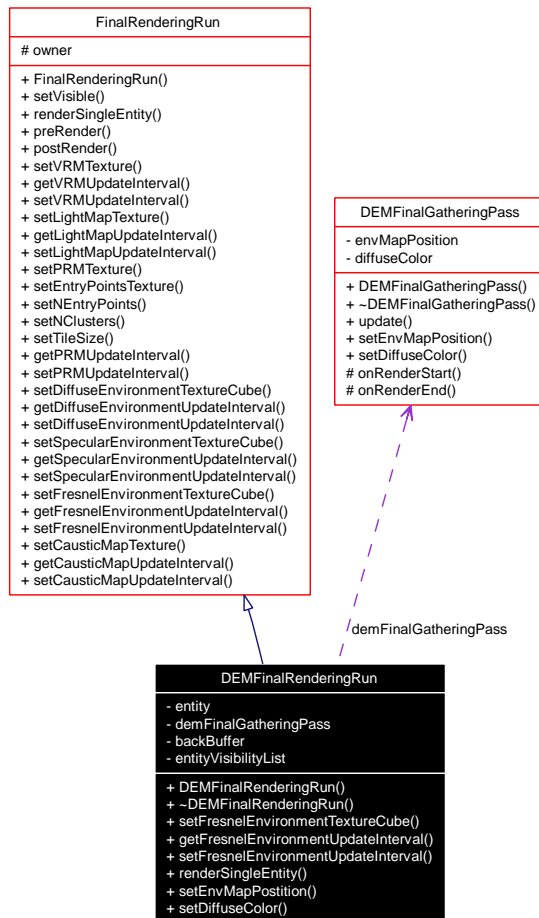 FinalRenderingRun
# owner
+ FinalRenderingRun()
+ setVisible()
+ renderSingleEntity()
+ preRender()
+ postRender()
+ setVRMTexture()
+ getVRMUpdateInterval()
+ setVRMUpdateInterval()
+ setLightMapTexture()
+ getLightMapUpdateInterval()
+ setLightMapUpdateInterval()
+ setPRMTexture()
+ setEntryPointsTexture()
+ setNEntryPoints()
+ setNClusters()
+ setTileSize()
+ getPRMUpdateInterval()
+ setPRMUpdateInterval()
+ setDiffuseEnvironmentTextureCube()
+ getDiffuseEnvironmentUpdateInterval()
+ setDiffuseEnvironmentUpdateInterval()
+ setSpecularEnvironmentTextureCube()
+ getSpecularEnvironmentUpdateInterval()
+ setSpecularEnvironmentUpdateInterval()
+ setFresnelEnvironmentTextureCube()
+ getFresnelEnvironmentUpdateInterval()
+ setFresnelEnvironmentUpdateInterval()
+ setCausticMapTexture()
+ getCausticMapUpdateInterval()
+ setCausticMapUpdateInterval()
DEMFinalGatheringPass
- envMapPosition
- diffuseColor
+ DEMFinalGatheringPass()
+ ~DEMFinalGatheringPass()
+ update()
+ setEnvMapPosition()
+ setDiffuseColor()
# onRenderStart()
# onRenderEnd()
demFinalGatheringPass
DEMFinalRenderingRun
- entity
- demFinalGatheringPass
- backBuffer
- entityVisibilityList
+ DEMFinalRenderingRun()
+ ~DEMFinalRenderingRun()
+ setFresnelEnvironmentTextureCube()
+ getFresnelEnvironmentUpdateInterval()
+ setFresnelEnvironmentUpdateInterval()
+ renderSingleEntity()
+ setEnvMapPostition()
+ setDiffuseColor()